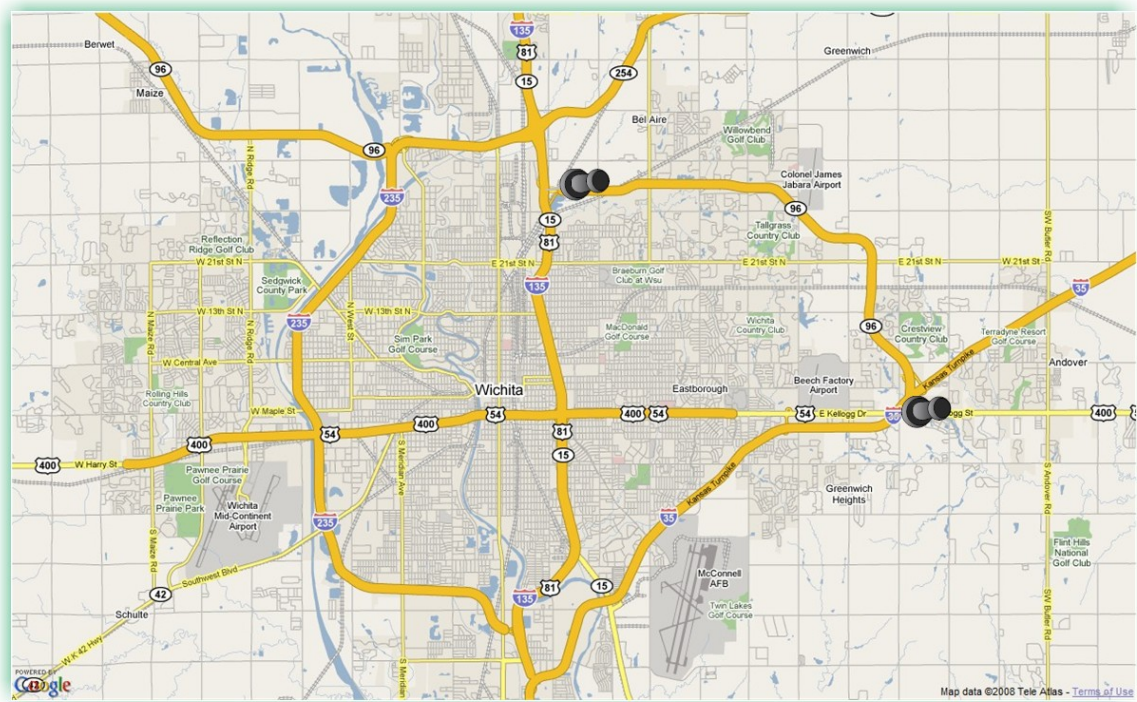 135
Berwet
81
Greenwich
96
254
15
Maize
Bel Aire
Willowbend
Golf Club
96
N Ridge Rd
Colonel James
Jabara Airport
235
96
15
SW Butler Rd
Tallgrass
Country Club
81
Reflection
Ridge Golf Club
W 21st St N
E 21st St N
E 21st St N
W 21st St N
Braeburn Golf
Club at Wsu
Sedgwick
County Park
135
35
N Maize Rd
W 13th St N
N West St
W 13th St N
235
N Ridge Rd
Sim Park
Golf Course
MacDonald
Golf Course
Wichita
Country Club
96
Crestview
Country Club
Terradyne Resort
Golf Course
W Central Ave
Andover
Kansas Turnpike
Rolling Hills
Country Club
Wichita
Eastborough
Beech Factory
Airport
W Maple St
54
400
54
54
E Kellogg Dr
35
ogg St
400
400
54
400
81
15
400
W Harry St
Pawnee Prairie
Golf Course
S Meridian Ave
Kansas Turnpike
S Andover Rd
Pawnee
Prairie Park
Wichita
Mid-Continent
Airport
Greenwich
Heights
235
35
S Maize Rd
Flint Hills
National
Golf Club
Southwest Blvd
McConnell
AFB
42
81
15
135
Twin Lakes
Golf Course
SW Butler Rd
Schulte
W K 42 Hwy
S Meridian
POWERED BY
Google
Map data ©2008 Tele Atlas - Terms of Use